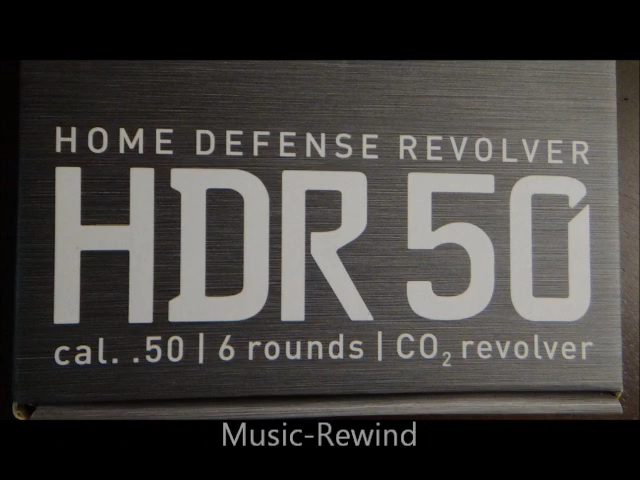 HOME DEFENSE REVOLVER
HDR 50
cal. .50 | 6 rounds | CO₂ revolver
Music-Rewind